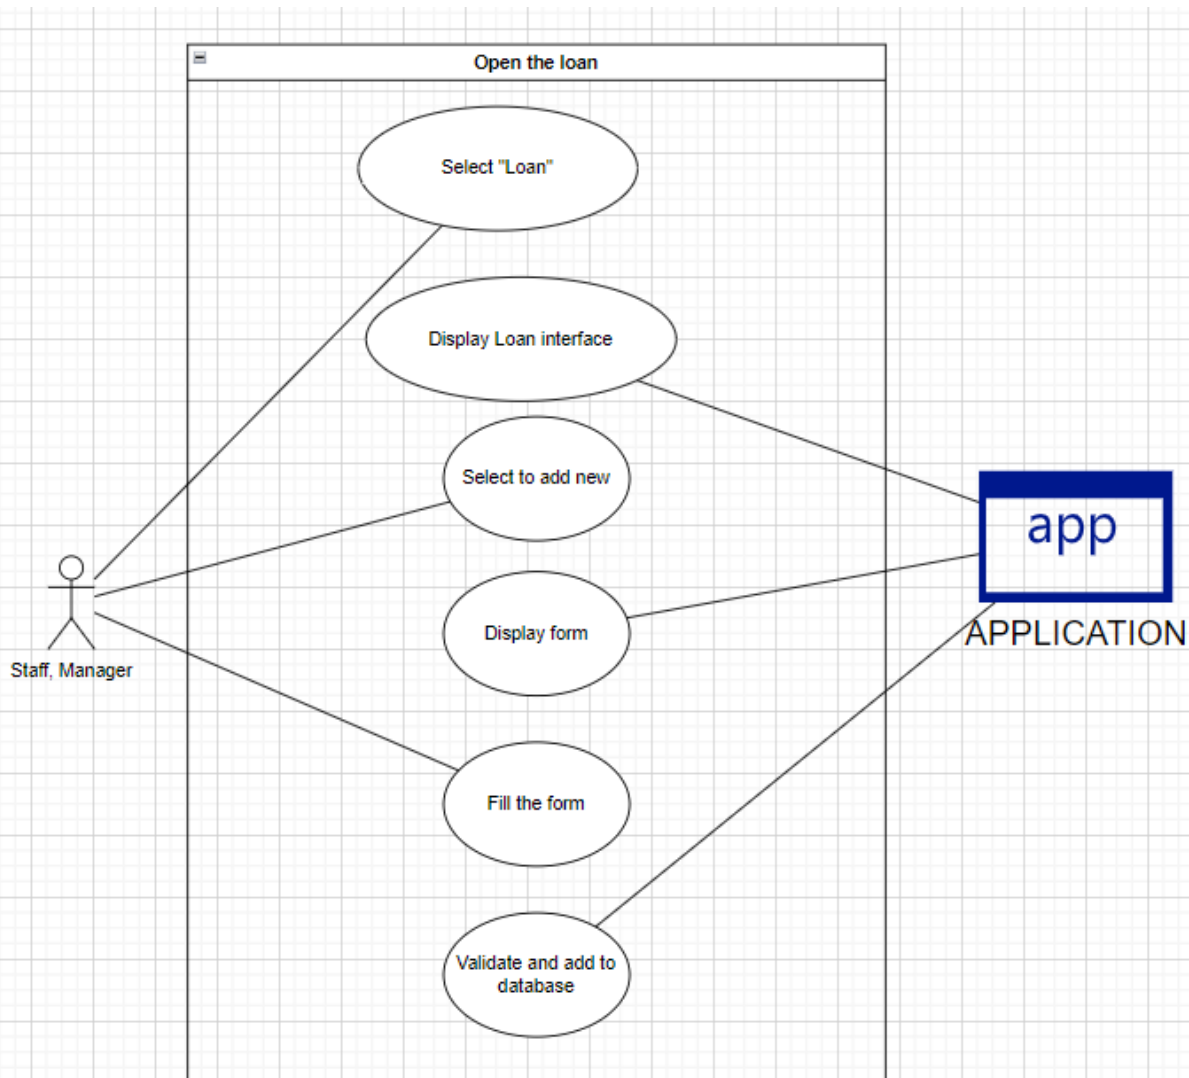 Open the loan
Select "Loan"
Display Loan interface
Select to add new
app
Display form
APPLICATION
Staff, Manager
Fill the form
Validate and add to
database